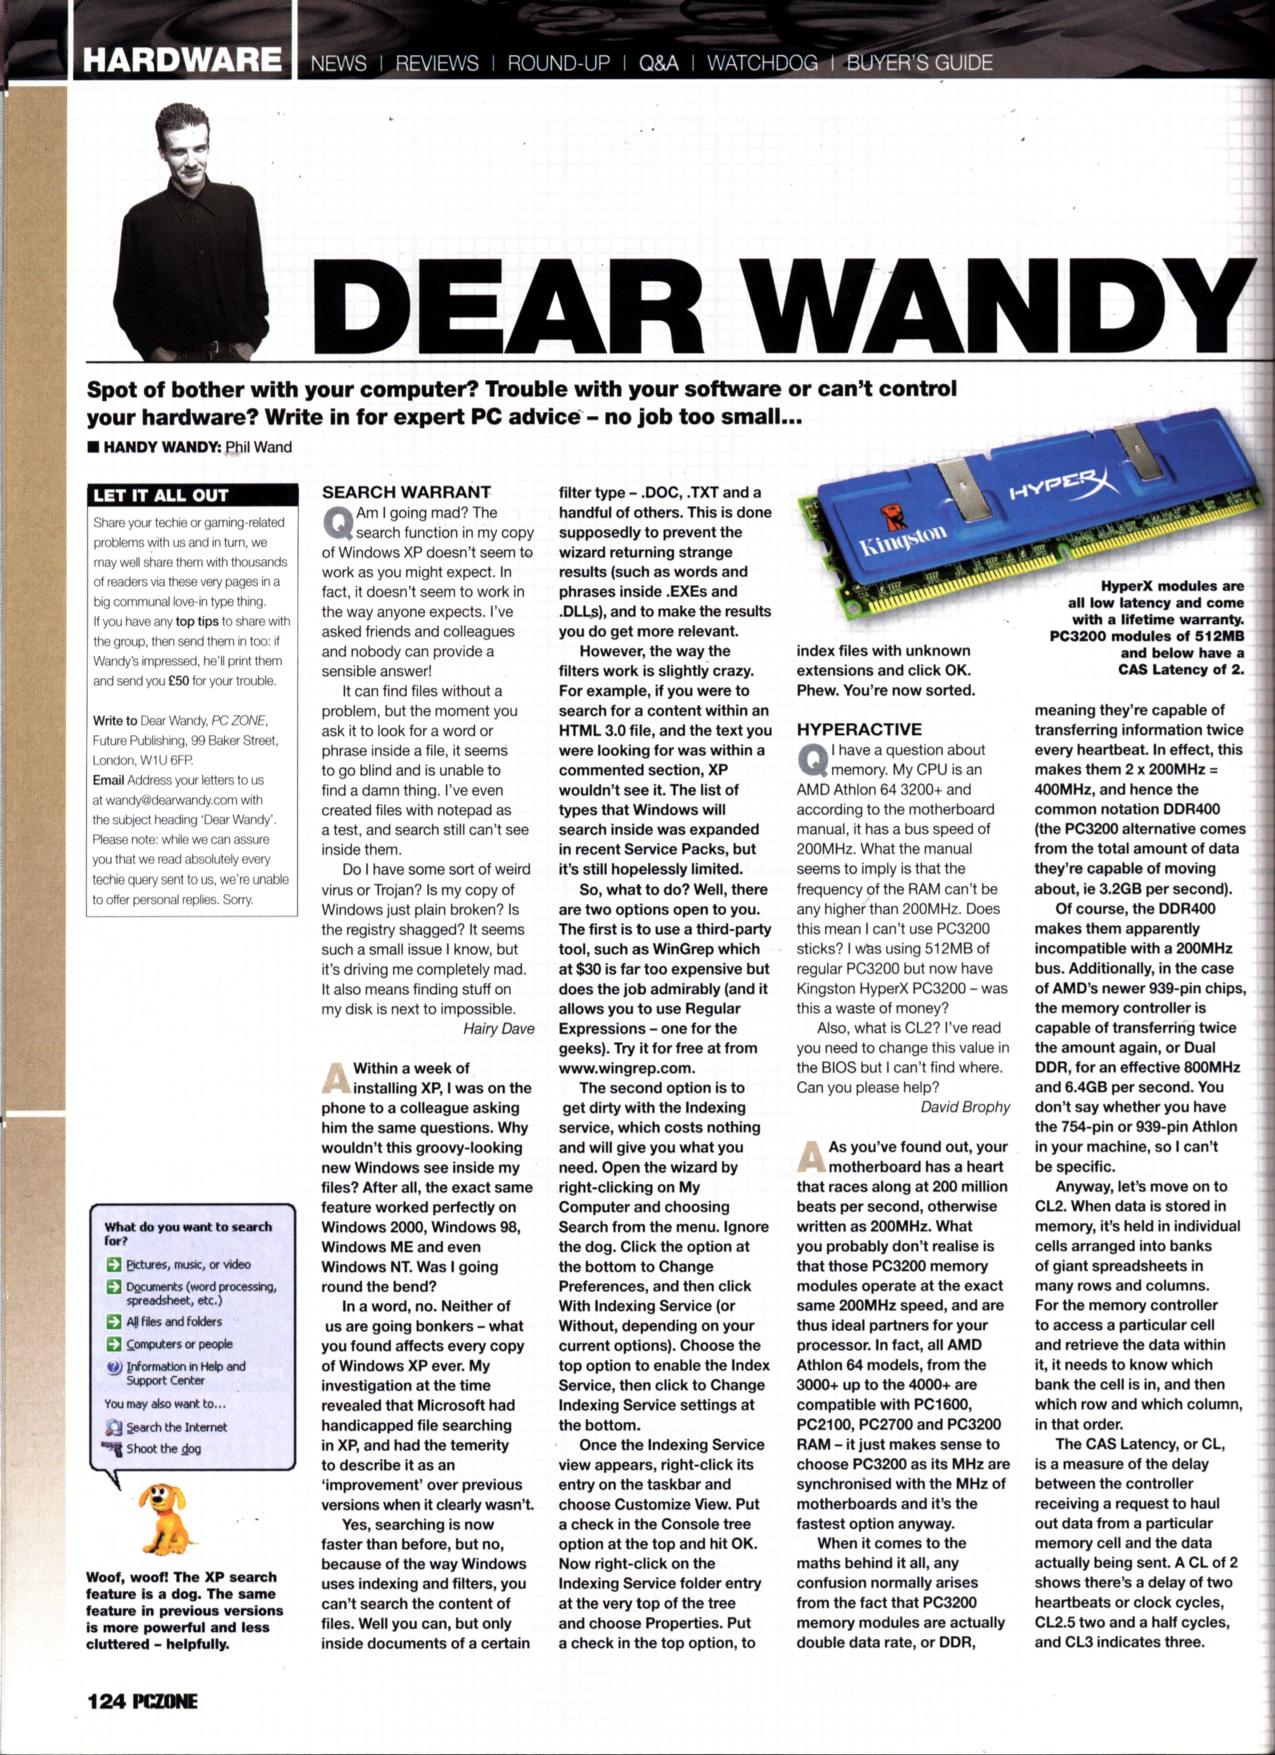 HARDWARE
NEWS | REVIEWS | ROUND-UP | Q&A | WATCHDOG | BUYER'S GUIDE
DEAR WANDY
Spot of bother with your computer? Trouble with your software or can't control
your hardware? Write in for expert PC advice – no job too small...
■ HANDY WANDY: Phil Wand
LET IT ALL OUT
Share your techie or gaming-related
problems with us and in turn, we
may well share them with thousands
of readers via these very pages in a
big communal love-in type thing.
If you have any top tips to share with
the group, then send them in too: if
Wandy's impressed, he'll print them
and send you £50 for your trouble.
Write to Dear Wandy, PC ZONE,
Future Publishing, 99 Baker Street,
London, W1U 6FP.
Email Address your letters to us
at wandy@dearwandy.com with
the subject heading 'Dear Wandy'.
Please note: while we can assure
you that we read absolutely every
techie query sent to us, we're unable
to offer personal replies. Sorry.
What do you want to search
for?
Pictures, music, or video
Documents (word processing,
spreadsheet, etc.)
All files and folders
Computers or people
Information in Help and
Support Center
You may also want to...
Search the Internet
Shoot the dog
Woof, woof! The XP search
feature is a dog. The same
feature in previous versions
is more powerful and less
cluttered – helpfully.
SEARCH WARRANT
Q Am I going mad? The
search function in my copy
of Windows XP doesn't seem to
work as you might expect. In
fact, it doesn't seem to work in
the way anyone expects. I've
asked friends and colleagues
and nobody can provide a
sensible answer!
It can find files without a
problem, but the moment you
ask it to look for a word or
phrase inside a file, it seems
to go blind and is unable to
find a damn thing. I've even
created files with notepad as
a test, and search still can't see
inside them.
Do I have some sort of weird
virus or Trojan? Is my copy of
Windows just plain broken? Is
the registry shagged? It seems
such a small issue I know, but
it's driving me completely mad.
It also means finding stuff on
my disk is next to impossible.
Hairy Dave
A Within a week of
installing XP, I was on the
phone to a colleague asking
him the same questions. Why
wouldn't this groovy-looking
new Windows see inside my
files? After all, the exact same
feature worked perfectly on
Windows 2000, Windows 98,
Windows ME and even
Windows NT. Was I going
round the bend?
In a word, no. Neither of
us are going bonkers – what
you found affects every copy
of Windows XP ever. My
investigation at the time
revealed that Microsoft had
handicapped file searching
in XP, and had the temerity
to describe it as an
'improvement' over previous
versions when it clearly wasn't.
Yes, searching is now
faster than before, but no,
because of the way Windows
uses indexing and filters, you
can't search the content of
files. Well you can, but only
inside documents of a certain
filter type – .DOC, .TXT and a
handful of others. This is done
supposedly to prevent the
wizard returning strange
results (such as words and
phrases inside .EXEs and
.DLLs), and to make the results
you do get more relevant.
However, the way the
filters work is slightly crazy.
For example, if you were to
search for a content within an
HTML 3.0 file, and the text you
were looking for was within a
commented section, XP
wouldn't see it. The list of
types that Windows will
search inside was expanded
in recent Service Packs, but
it's still hopelessly limited.
So, what to do? Well, there
are two options open to you.
The first is to use a third-party
tool, such as WinGrep which
at $30 is far too expensive but
does the job admirably (and it
allows you to use Regular
Expressions – one for the
geeks). Try it for free at from
www.wingrep.com.
The second option is to
get dirty with the Indexing
service, which costs nothing
and will give you what you
need. Open the wizard by
right-clicking on My
Computer and choosing
Search from the menu. Ignore
the dog. Click the option at
the bottom to Change
Preferences, and then click
With Indexing Service (or
Without, depending on your
current options). Choose the
top option to enable the Index
Service, then click to Change
Indexing Service settings at
the bottom.
Once the Indexing Service
view appears, right-click its
entry on the taskbar and
choose Customize View. Put
a check in the Console tree
option at the top and hit OK.
Now right-click on the
Indexing Service folder entry
at the very top of the tree
and choose Properties. Put
a check in the top option, to
index files with unknown
extensions and click OK.
Phew. You're now sorted.
Kingston
HYPERX
HyperX modules are
all low latency and come
with a lifetime warranty.
PC3200 modules of 512MB
and below have a
CAS Latency of 2.
HYPERACTIVE
Q I have a question about
memory. My CPU is an
AMD Athlon 64 3200+ and
according to the motherboard
manual, it has a bus speed of
200MHz. What the manual
seems to imply is that the
frequency of the RAM can't be
any higher than 200MHz. Does
this mean I can't use PC3200
sticks? I was using 512MB of
regular PC3200 but now have
Kingston HyperX PC3200 – was
this a waste of money?
Also, what is CL2? I've read
you need to change this value in
the BIOS but I can't find where.
Can you please help?
David Brophy
A As you've found out, your
motherboard has a heart
that races along at 200 million
beats per second, otherwise
written as 200MHz. What
you probably don't realise is
that those PC3200 memory
modules operate at the exact
same 200MHz speed, and are
thus ideal partners for your
processor. In fact, all AMD
Athlon 64 models, from the
3000+ up to the 4000+ are
compatible with PC1600,
PC2100, PC2700 and PC3200
RAM – it just makes sense to
choose PC3200 as its MHz are
synchronised with the MHz of
motherboards and it's the
fastest option anyway.
When it comes to the
maths behind it all, any
confusion normally arises
from the fact that PC3200
memory modules are actually
double data rate, or DDR,
meaning they're capable of
transferring information twice
every heartbeat. In effect, this
makes them 2 x 200MHz =
400MHz, and hence the
common notation DDR400
(the PC3200 alternative comes
from the total amount of data
they're capable of moving
about, ie 3.2GB per second).
Of course, the DDR400
makes them apparently
incompatible with a 200MHz
bus. Additionally, in the case
of AMD's newer 939-pin chips,
the memory controller is
capable of transferring twice
the amount again, or Dual
DDR, for an effective 800MHz
and 6.4GB per second. You
don't say whether you have
the 754-pin or 939-pin Athlon
in your machine, so I can't
be specific.
Anyway, let's move on to
CL2. When data is stored in
memory, it's held in individual
cells arranged into banks
of giant spreadsheets in
many rows and columns.
For the memory controller
to access a particular cell
and retrieve the data within
it, it needs to know which
bank the cell is in, and then
which row and which column,
in that order.
The CAS Latency, or CL,
is a measure of the delay
between the controller
receiving a request to haul
out data from a particular
memory cell and the data
actually being sent. A CL of 2
shows there's a delay of two
heartbeats or clock cycles,
CL2.5 two and a half cycles,
and CL3 indicates three.
124 PCZONE